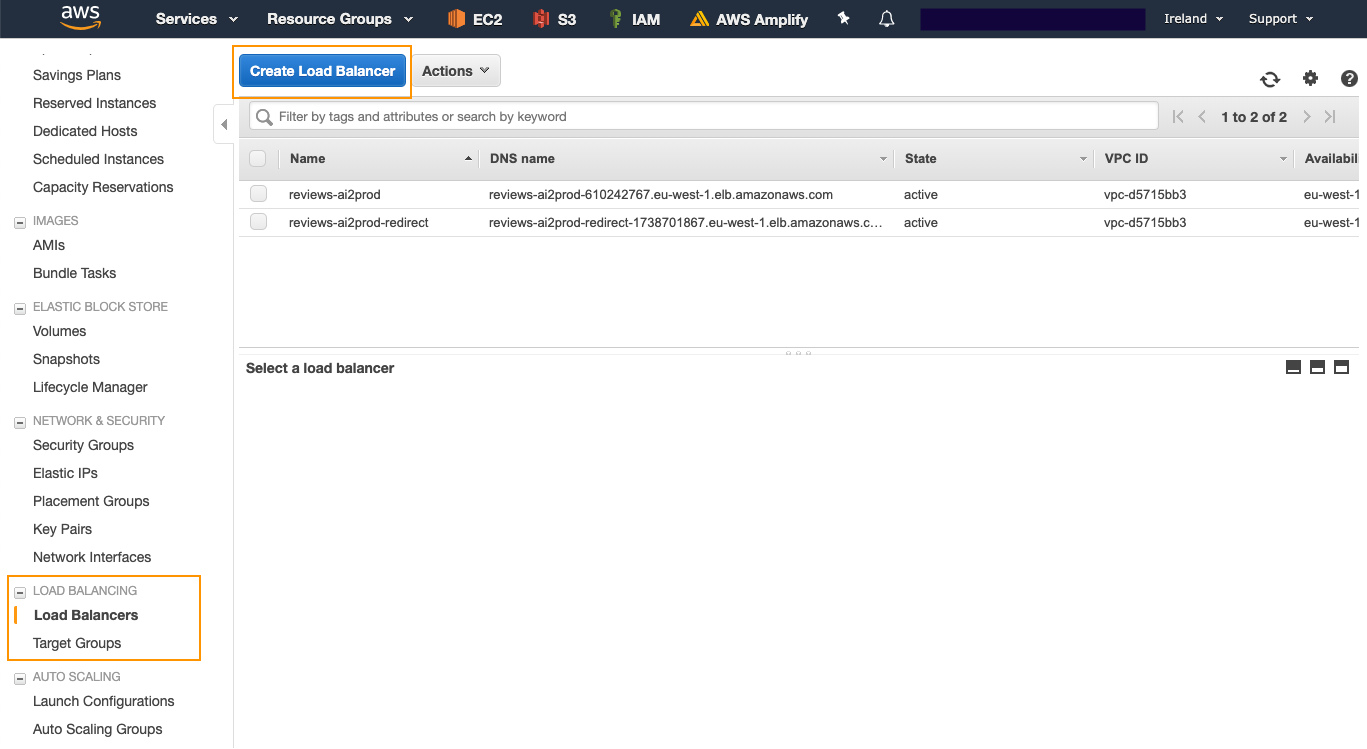 aws
Services
Resource Groups
EC2
S3
IAM
AWS Amplify
Ireland
Support
Savings Plans
Reserved Instances
Dedicated Hosts
Scheduled Instances
Capacity Reservations
IMAGES
AMIs
Bundle Tasks
ELASTIC BLOCK STORE
Volumes
Snapshots
Lifecycle Manager
NETWORK & SECURITY
Security Groups
Elastic IPs
Placement Groups
Key Pairs
Network Interfaces
LOAD BALANCING
Load Balancers
Target Groups
AUTO SCALING
Launch Configurations
Auto Scaling Groups
Create Load Balancer
Actions
Filter by tags and attributes or search by keyword
1 to 2 of 2
Name DNS name State VPC ID Availabil
reviews-ai2prod reviews-ai2prod-610242767.eu-west-1.elb.amazonaws.com active vpc-d5715bb3 eu-west-1
reviews-ai2prod-redirect reviews-ai2prod-redirect-1738701867.eu-west-1.elb.amazonaws.c... active vpc-d5715bb3 eu-west-1
Select a load balancer